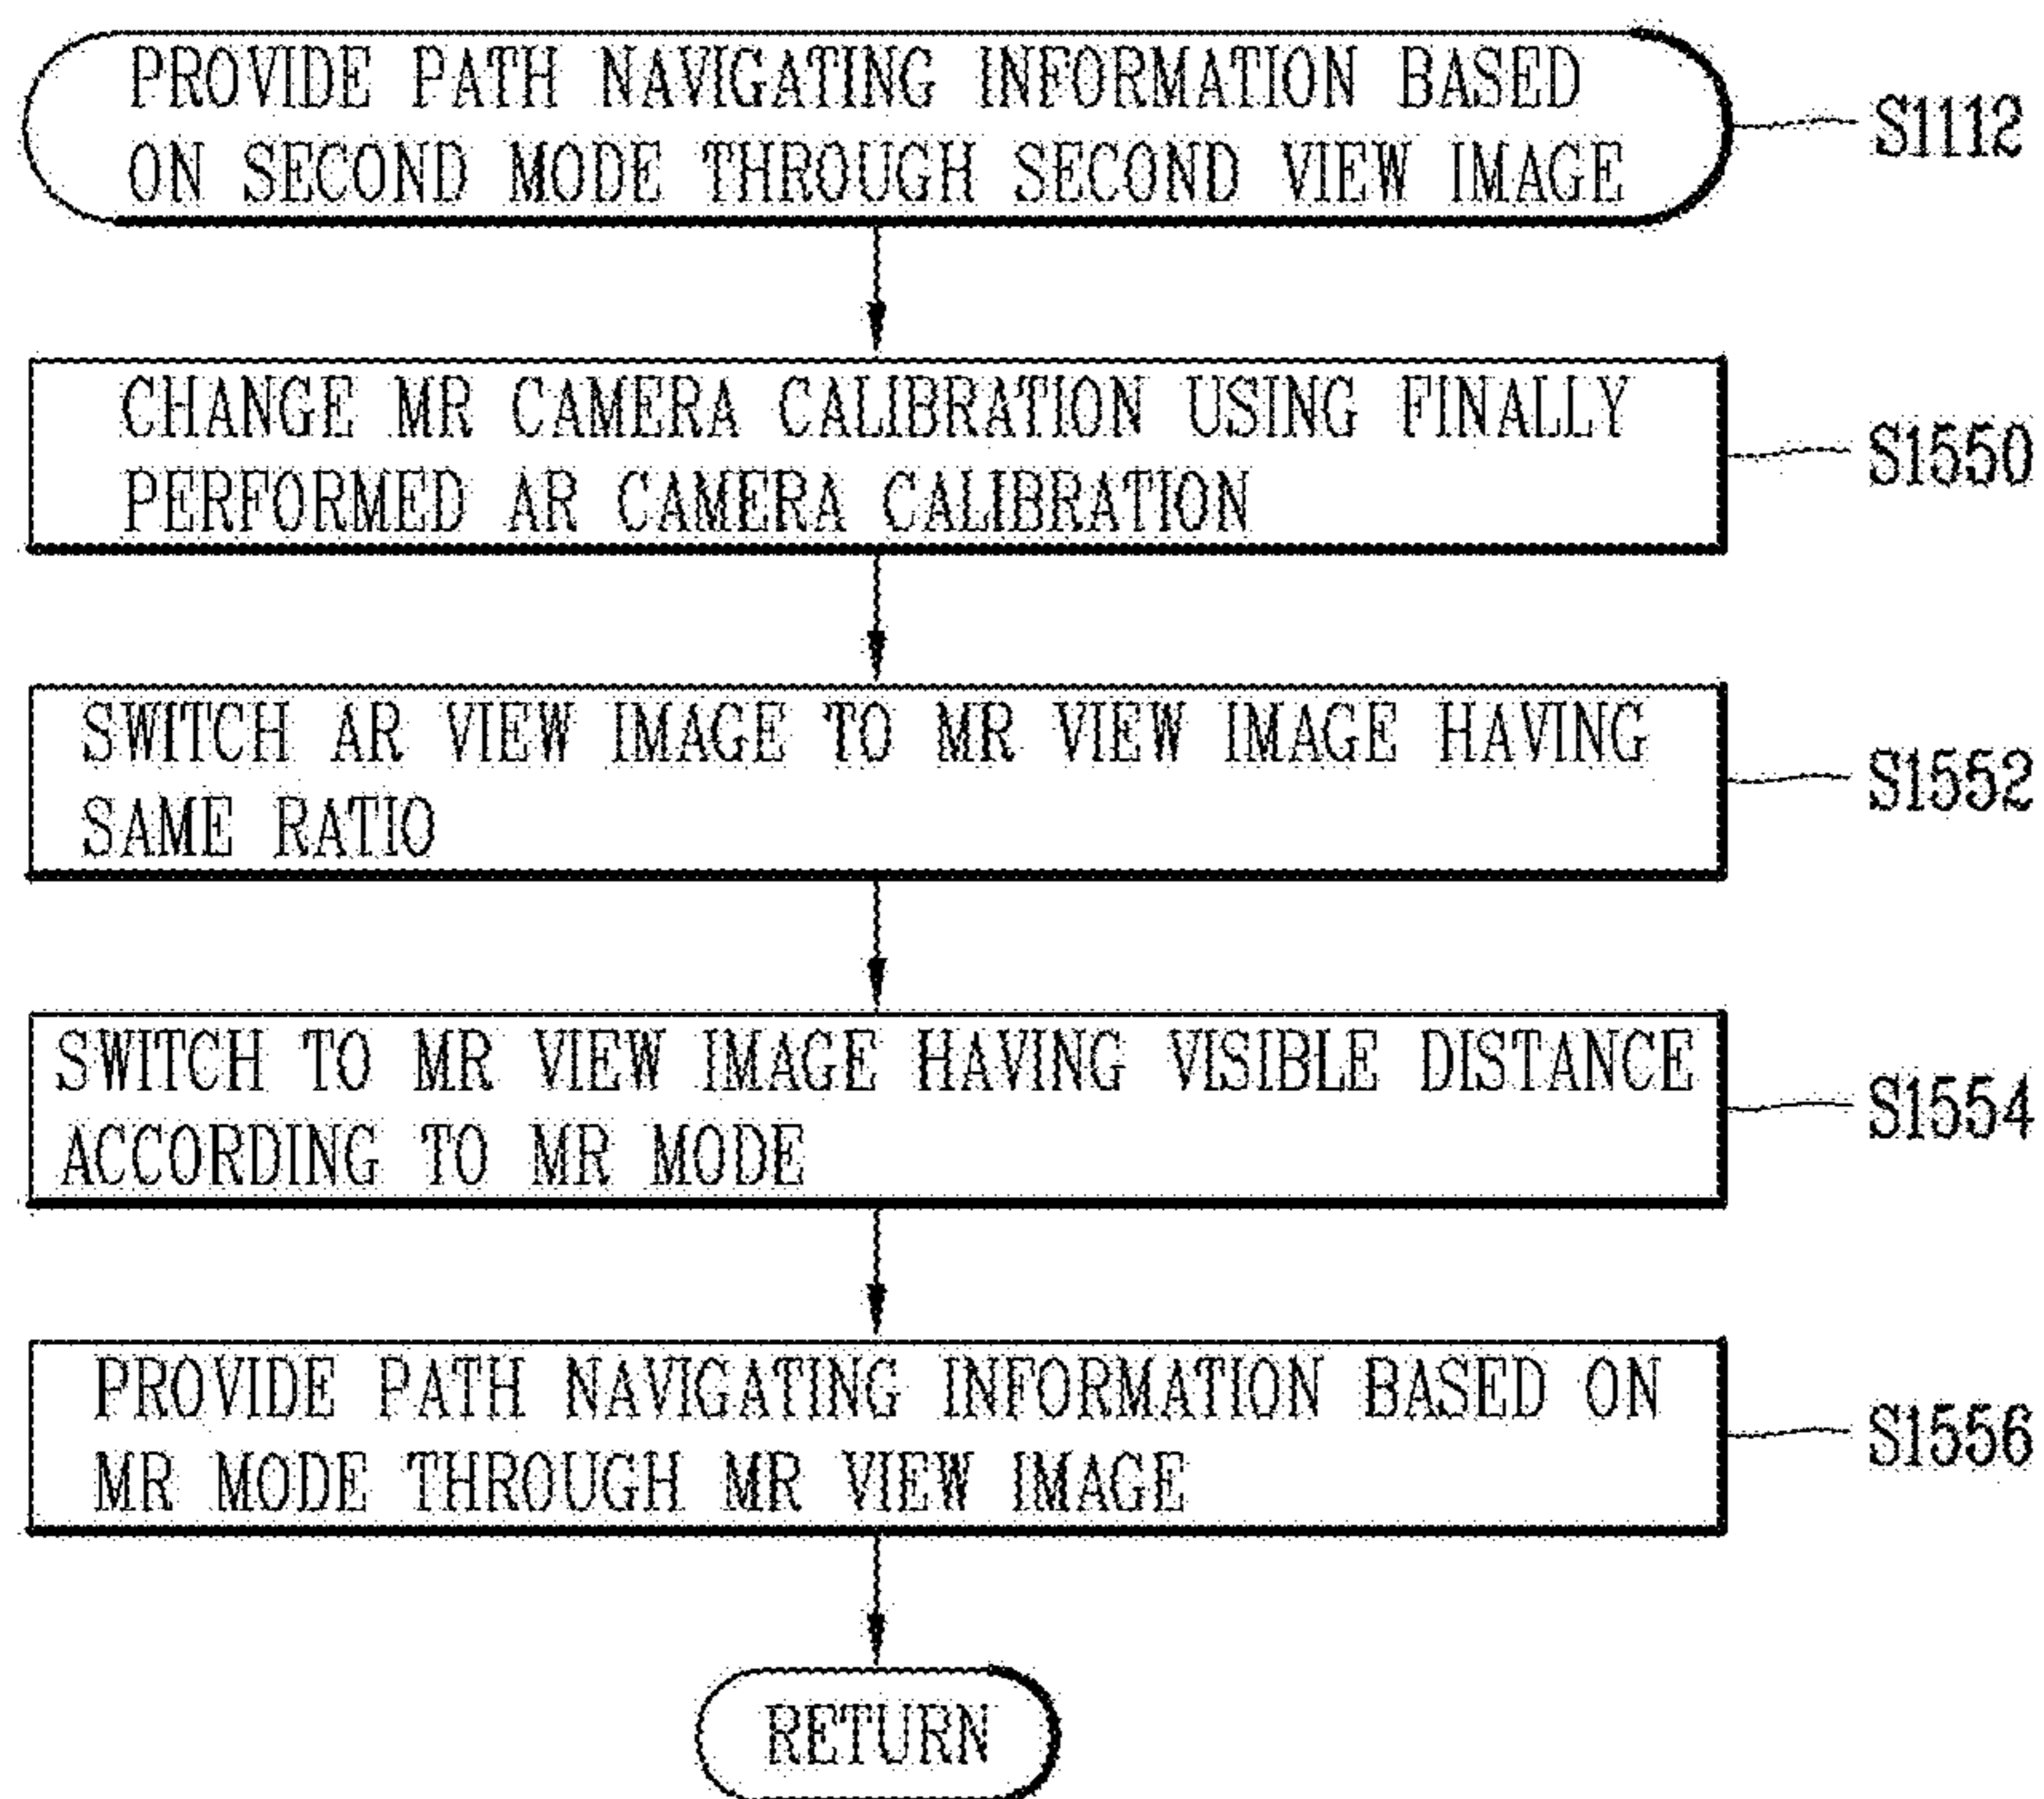 PROVIDE PATH NAVIGATING INFORMATION BASED
ON SECOND MODE THROUGH SECOND VIEW IMAGE
S1112
CHANGE MR CAMERA CALIBRATION USING FINALLY
PERFORMED AR CAMERA CALIBRATION
S1550
SWITCH AR VIEW IMAGE TO MR VIEW IMAGE HAVING
SAME RATIO
S1552
SWITCH TO MR VIEW IMAGE HAVING VISIBLE DISTANCE
ACCORDING TO MR MODE
S1554
PROVIDE PATH NAVIGATING INFORMATION BASED ON
MR MODE THROUGH MR VIEW IMAGE
S1556
RETURN